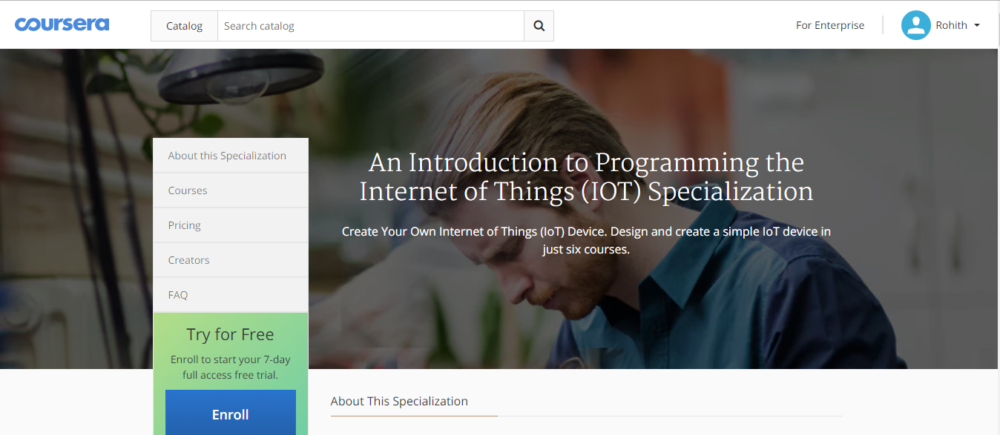 coursera
Catalog
Search catalog
For Enterprise
Rohith
An Introduction to Programming the
Internet of Things (IOT) Specialization
Create Your Own Internet of Things (IoT) Device. Design and create a simple IoT device in
just six courses.
About this Specialization
Courses
Pricing
Creators
FAQ
Try for Free
Enroll to start your 7-day
full access free trial.
Enroll
About This Specialization